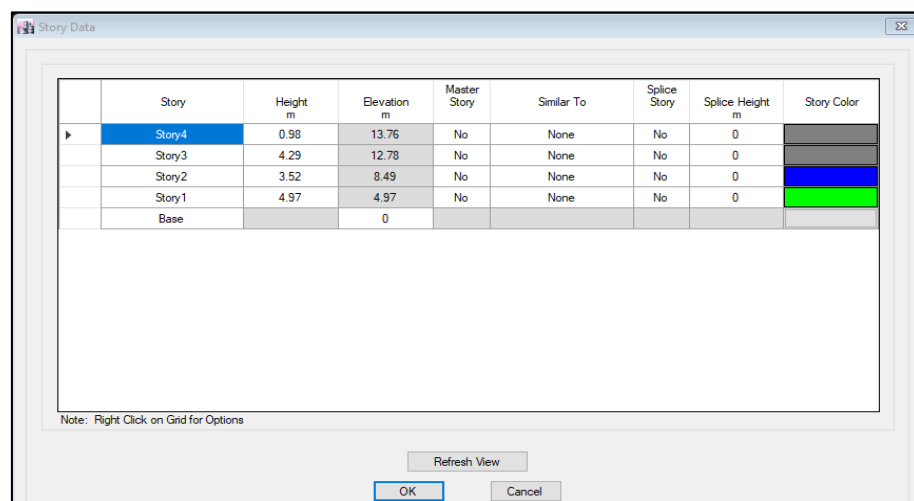 Story Data
Story Height m Elevation m Master Story Similar To Splice Story Splice Height m Story Color
Story4 0.98 13.76 No None No 0
Story3 4.29 12.78 No None No 0
Story2 3.52 8.49 No None No 0
Story1 4.97 4.97 No None No 0
Base 0
Note: Right Click on Grid for Options
Refresh View
OK Cancel